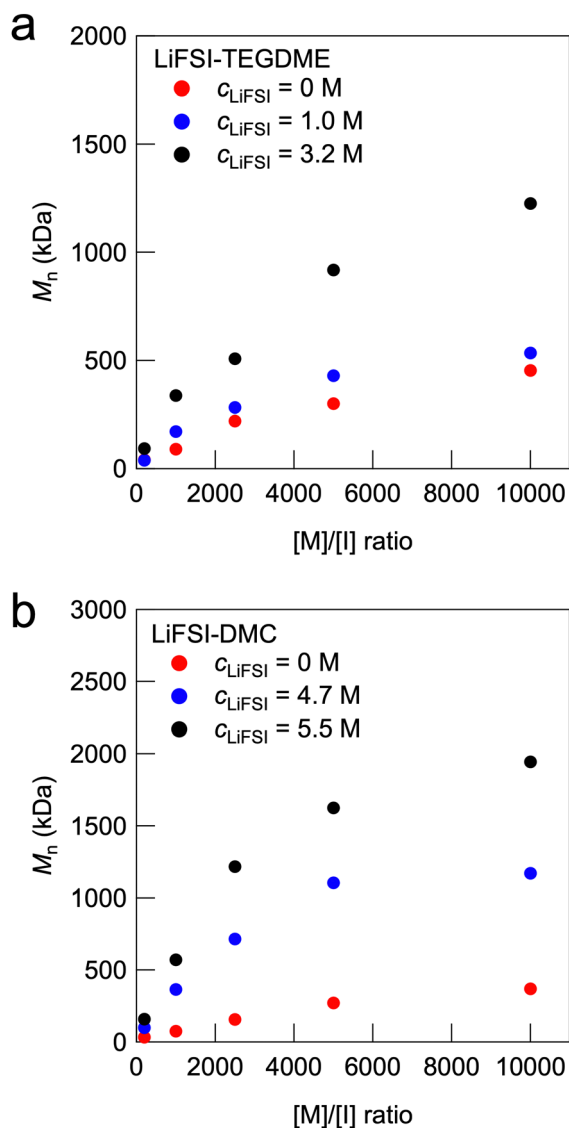 a
2000
1500
1000
500
0
Mn (kDa)
LiFSI-TEGDME
cLiFSI = 0 M
cLiFSI = 1.0 M
cLiFSI = 3.2 M
0 2000 4000 6000 8000 10000
[M]/[I] ratio
b
3000
2500
2000
1500
1000
500
0
Mn (kDa)
LiFSI-DMC
cLiFSI = 0 M
cLiFSI = 4.7 M
cLiFSI = 5.5 M
0 2000 4000 6000 8000 10000
[M]/[I] ratio